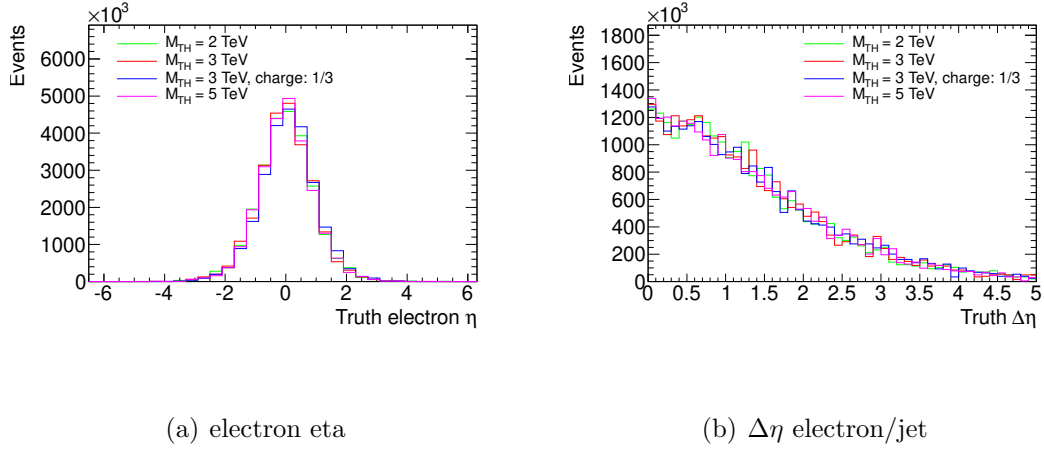 ×10³
Events
7000
6000
5000
4000
3000
2000
1000
0
M_TH = 2 TeV
M_TH = 3 TeV
M_TH = 3 TeV, charge: 1/3
M_TH = 5 TeV
-6 -4 -2 0 2 4 6
Truth electron η
(a) electron eta
×10³
Events
1800
1600
1400
1200
1000
800
600
400
200
0
M_TH = 2 TeV
M_TH = 3 TeV
M_TH = 3 TeV, charge: 1/3
M_TH = 5 TeV
0 0.5 1 1.5 2 2.5 3 3.5 4 4.5 5
Truth Δη
(b) Δη electron/jet